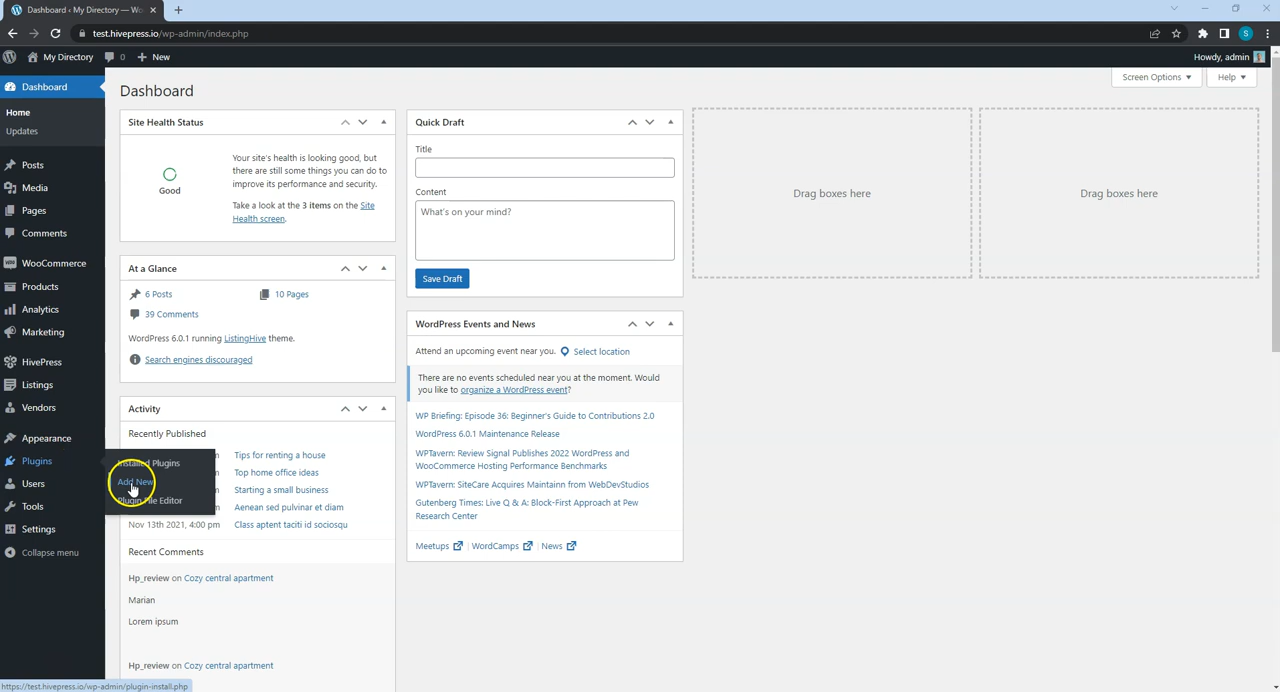 Dashboard ‹ My Directory — Wo
test.hivepress.io/wp-admin/index.php
S
My Directory
0
New
Howdy, admin
Dashboard
Home
Updates
Posts
Media
Pages
Comments
WooCommerce
Products
Analytics
Marketing
HivePress
Listings
Vendors
Appearance
Plugins
Users
Tools
Settings
Collapse menu
Installed Plugins
Add New
Plugin File Editor
Screen Options
Help
Dashboard
Site Health Status
Good
Your site's health is looking good, but
there are still some things you can do to
improve its performance and security.
Take a look at the 3 items on the Site
Health screen.
At a Glance
6 Posts
10 Pages
39 Comments
WordPress 6.0.1 running ListingHive theme.
Search engines discouraged
Activity
Recently Published
Tips for renting a house
Top home office ideas
Starting a small business
Aenean sed pulvinar et diam
Nov 13th 2021, 4:00 pm Class aptent taciti id sociosqu
Recent Comments
Hp_review on Cozy central apartment
Marian
Lorem ipsum
Hp_review on Cozy central apartment
Quick Draft
Title
Content
What's on your mind?
Save Draft
WordPress Events and News
Attend an upcoming event near you.
Select location
There are no events scheduled near you at the moment. Would
you like to organize a WordPress event?
WP Briefing: Episode 36: Beginner's Guide to Contributions 2.0
WordPress 6.0.1 Maintenance Release
WPTavern: Review Signal Publishes 2022 WordPress and
WooCommerce Hosting Performance Benchmarks
WPTavern: SiteCare Acquires Maintainn from WebDevStudios
Gutenberg Times: Live Q & A: Block-First Approach at Pew
Research Center
Meetups | WordCamps | News
Drag boxes here
Drag boxes here
https://test.hivepress.io/wp-admin/plugin-install.php